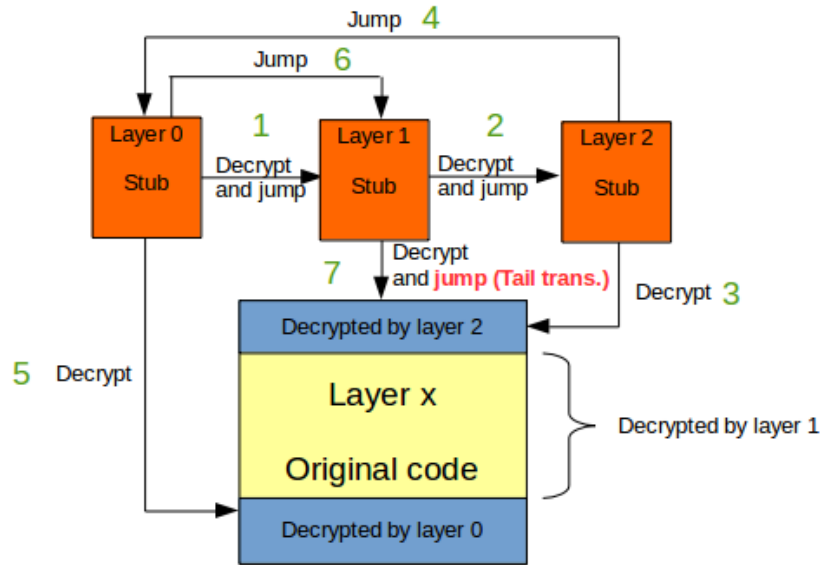 Jump 4
Jump 6
Layer 0
Stub
1
Decrypt
and jump
Layer 1
Stub
2
Decrypt
and jump
Layer 2
Stub
7
Decrypt
and jump (Tail trans.)
Decrypt 3
Decrypted by layer 2
5 Decrypt
Layer x
Original code
Decrypted by layer 1
Decrypted by layer 0